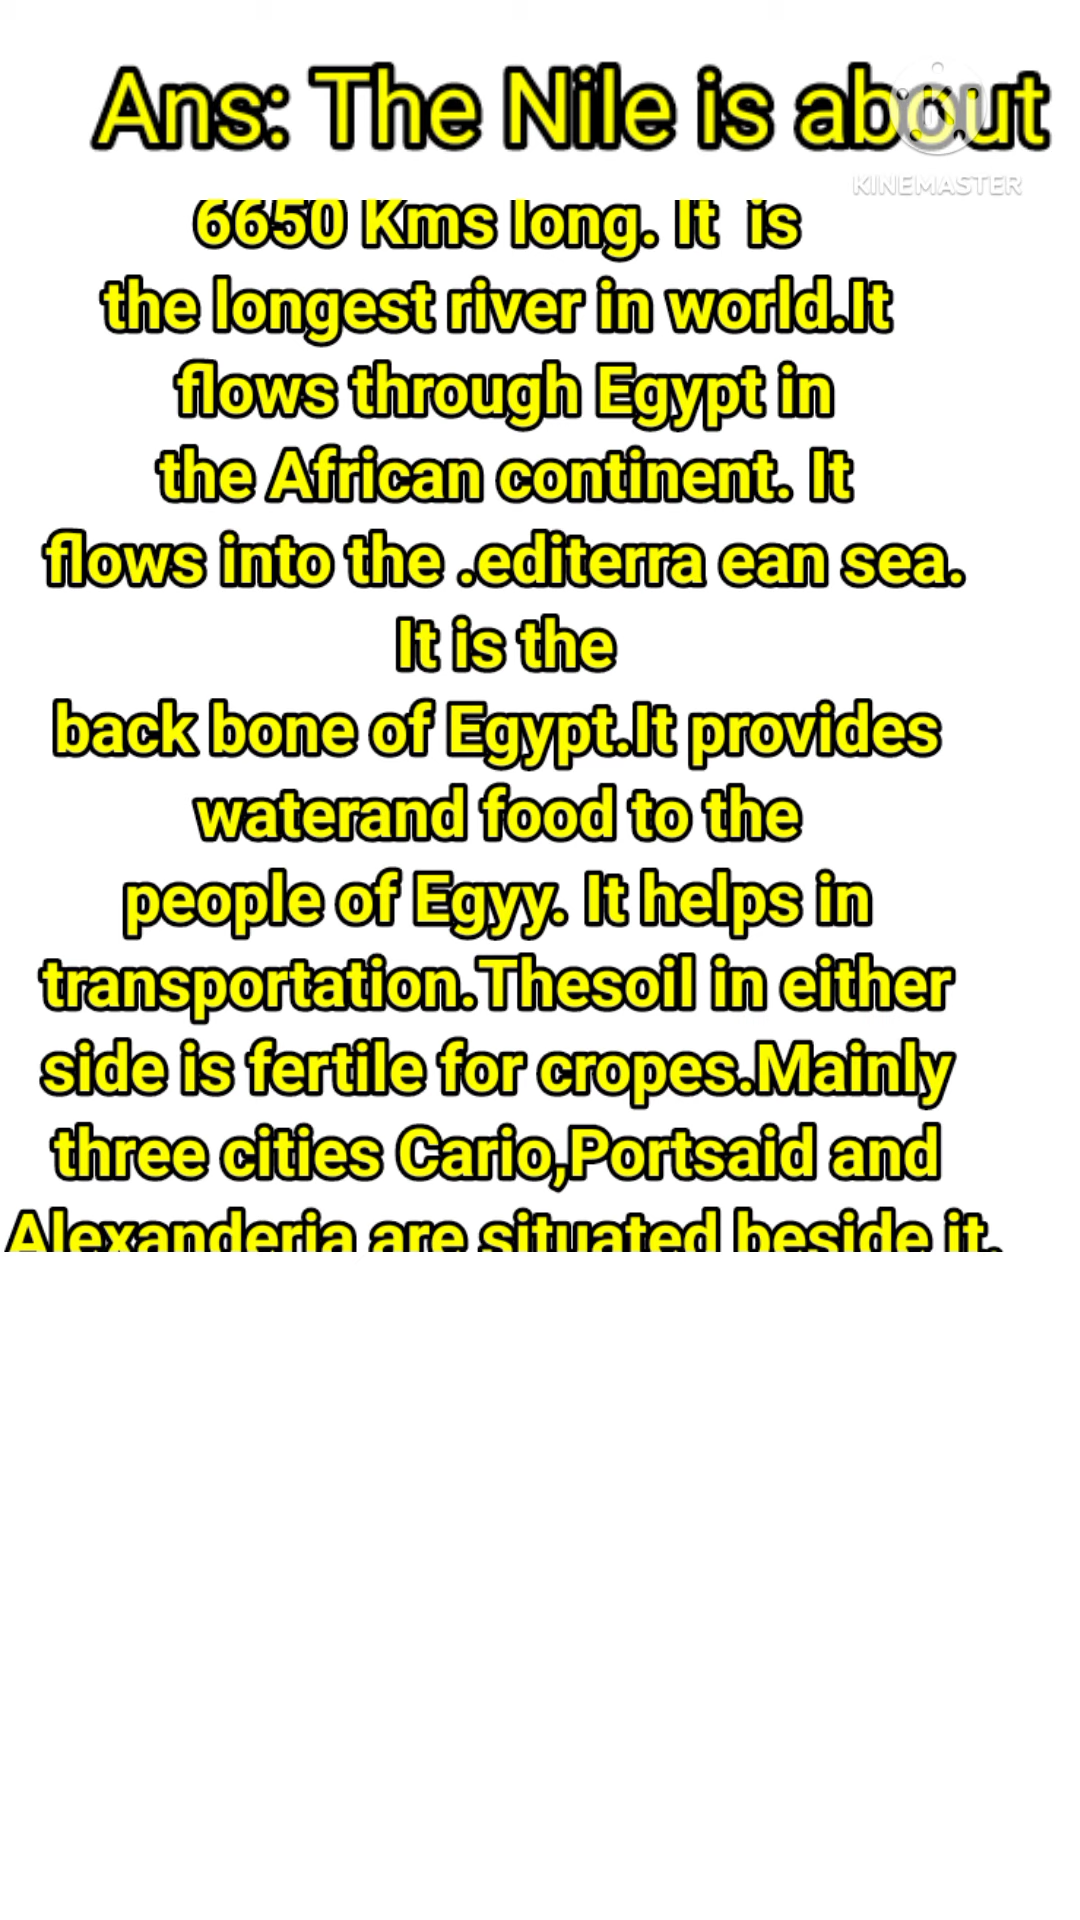 Ans: The Nile is about
KINEMASTER
6650 Kms long. It  is
the longest river in world.It
flows through Egypt in
the African continent. It
flows into the .editerra ean sea.
It is the
back bone of Egypt.It provides
waterand food to the
people of Egyy. It helps in
transportation.Thesoil in either
side is fertile for cropes.Mainly
three cities Cario,Portsaid and
Alexanderia are situated beside it.